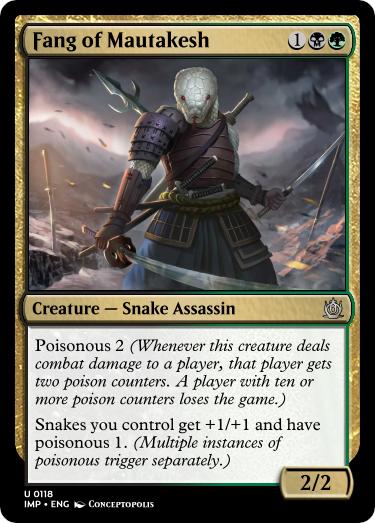 Fang of Mautakesh 1
Creature — Snake Assassin
Poisonous 2 (Whenever this creature deals
combat damage to a player, that player gets
two poison counters. A player with ten or
more poison counters loses the game.)
Snakes you control get +1/+1 and have
poisonous 1. (Multiple instances of
poisonous trigger separately.)
2/2
U 0118
IMP • ENG Conceptopolis